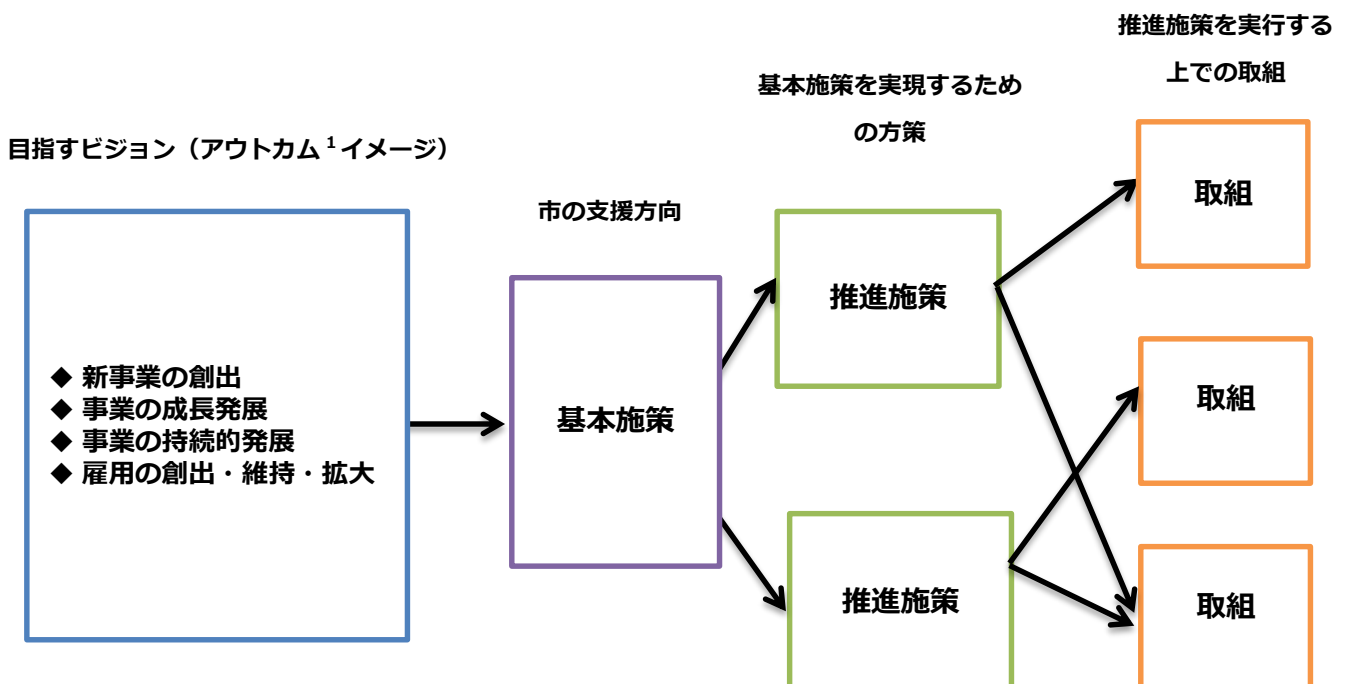 目指すビジョン（アウトカム1イメージ）
◆ 新事業の創出
◆ 事業の成長発展
◆ 事業の持続的発展
◆ 雇用の創出・維持・拡大
市の支援方向
基本施策
基本施策を実現するため
の方策
推進施策
推進施策
推進施策を実行する
上での取組
取組
取組
取組